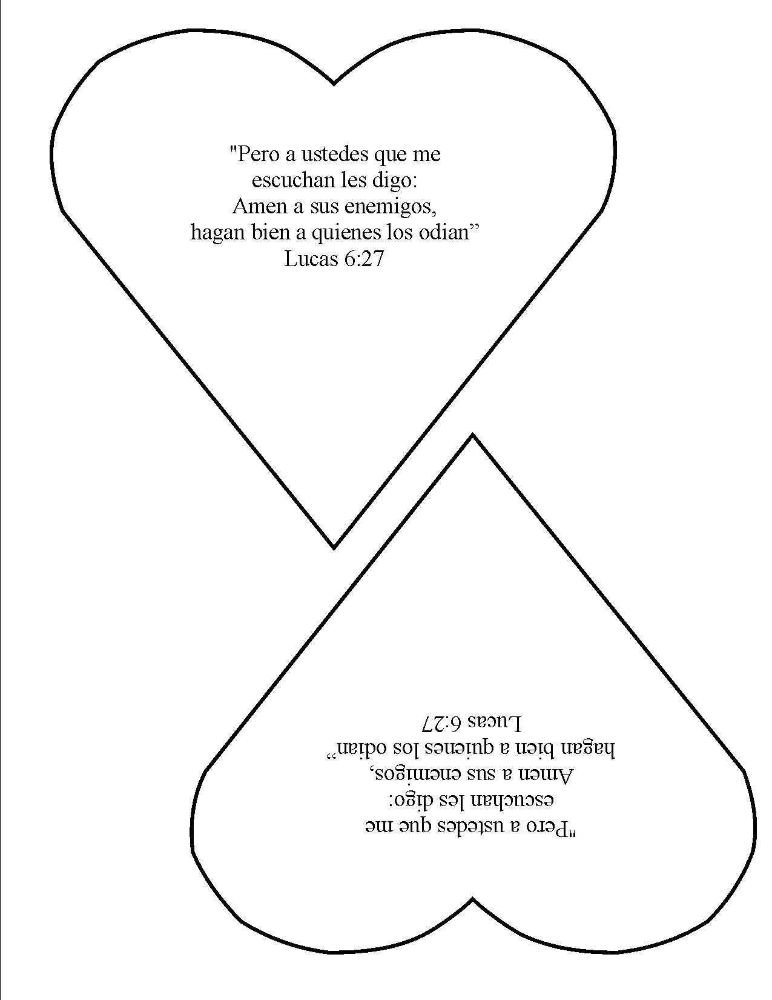 "Pero a ustedes que me
escuchan les digo:
Amen a sus enemigos,
hagan bien a quienes los odian”
Lucas 6:27
"Pero a ustedes que me
escuchan les digo:
Amen a sus enemigos,
hagan bien a quienes los odian”
Lucas 6:27